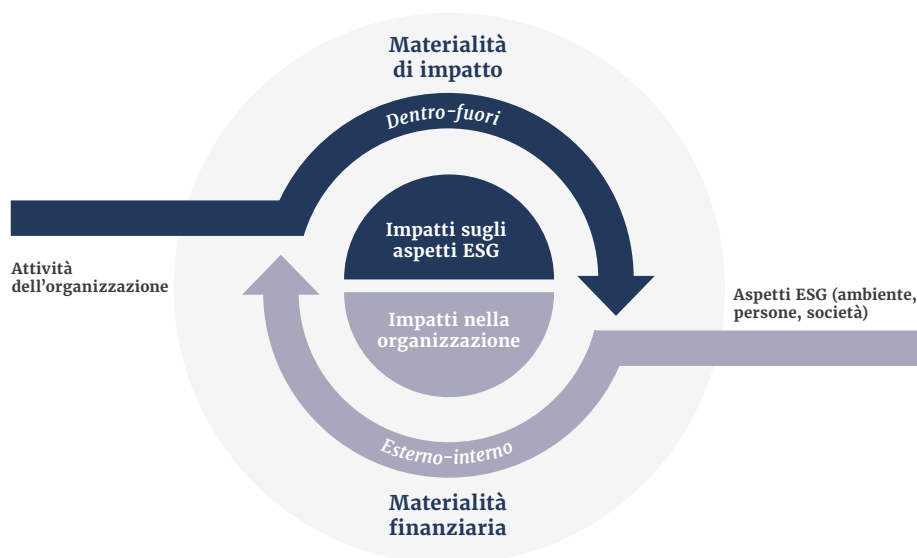 Materialità
di impatto
Dentro-fuori
Impatti sugli
aspetti ESG
Attività
dell'organizzazione
Aspetti ESG (ambiente,
persone, società)
Impatti nella
organizzazione
Esterno-interno
Materialità
finanziaria